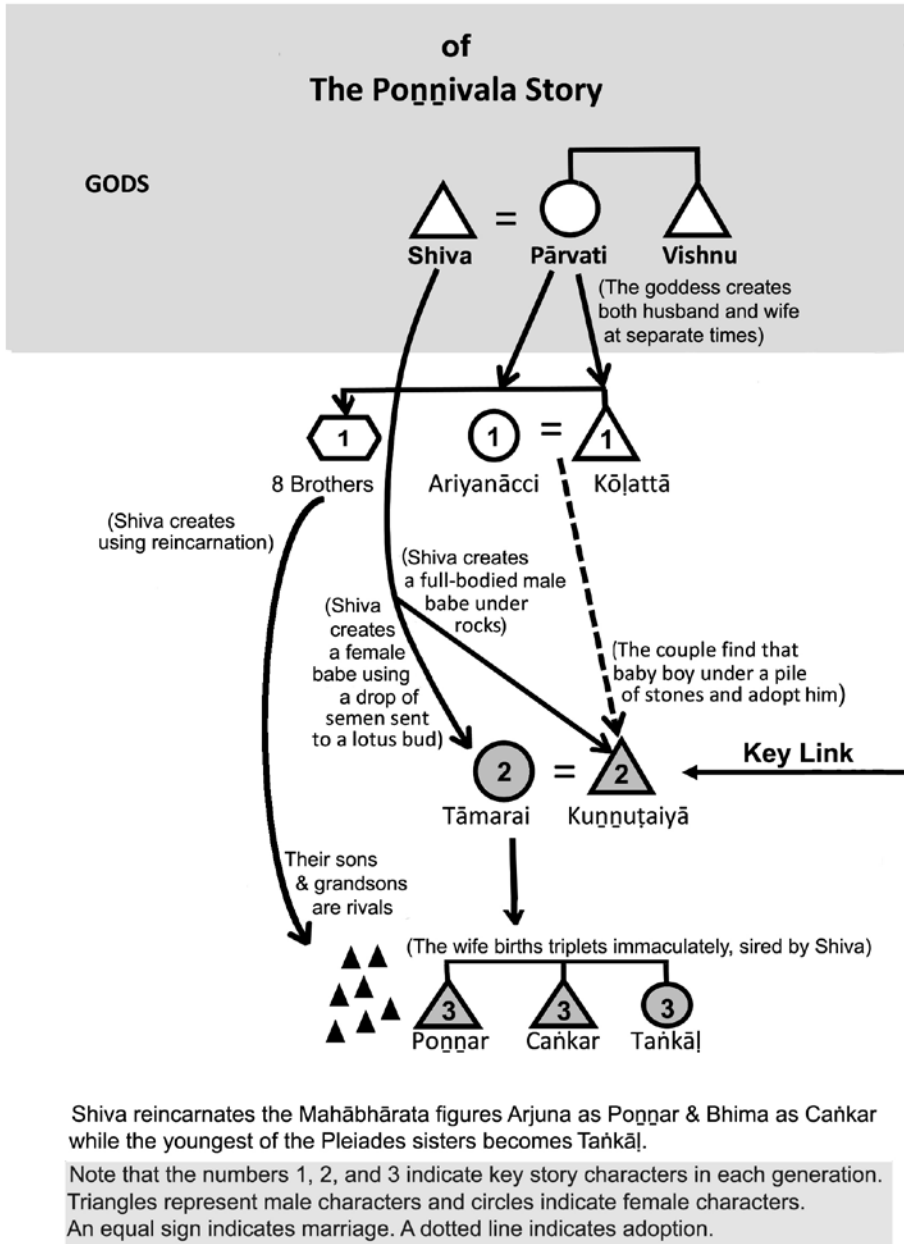 of
The Poṉṉivala Story
GODS
=
Shiva
Pārvati
Vishnu
(The goddess creates
both husband and wife
at separate times)
1
1
=
1
8 Brothers
Ariyanācci
Kōḷattā
(Shiva creates
using reincarnation)
(Shiva creates
a full-bodied male
babe under
rocks)
(Shiva
creates
a female
babe using
a drop of
semen sent
to a lotus bud)
(The couple find that
baby boy under a pile
of stones and adopt him)
Key Link
2
=
2
Tāmarai
Kuṉṉuṭaiyā
Their sons
& grandsons
are rivals
(The wife births triplets immaculately, sired by Shiva)
3
3
3
Poṉṉar
Caṅkar
Taṅkāḷ
Shiva reincarnates the Mahābhārata figures Arjuna as Poṉṉar & Bhima as Caṅkar
while the youngest of the Pleiades sisters becomes Taṅkāḷ.
Note that the numbers 1, 2, and 3 indicate key story characters in each generation.
Triangles represent male characters and circles indicate female characters.
An equal sign indicates marriage. A dotted line indicates adoption.